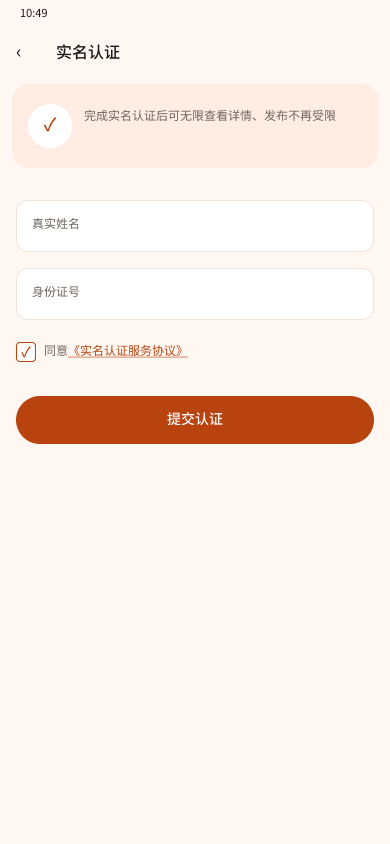 10:49
‹ 实名认证
✓ 完成实名认证后可无限查看详情、发布不再受限
真实姓名
身份证号
✓ 同意《实名认证服务协议》
提交认证